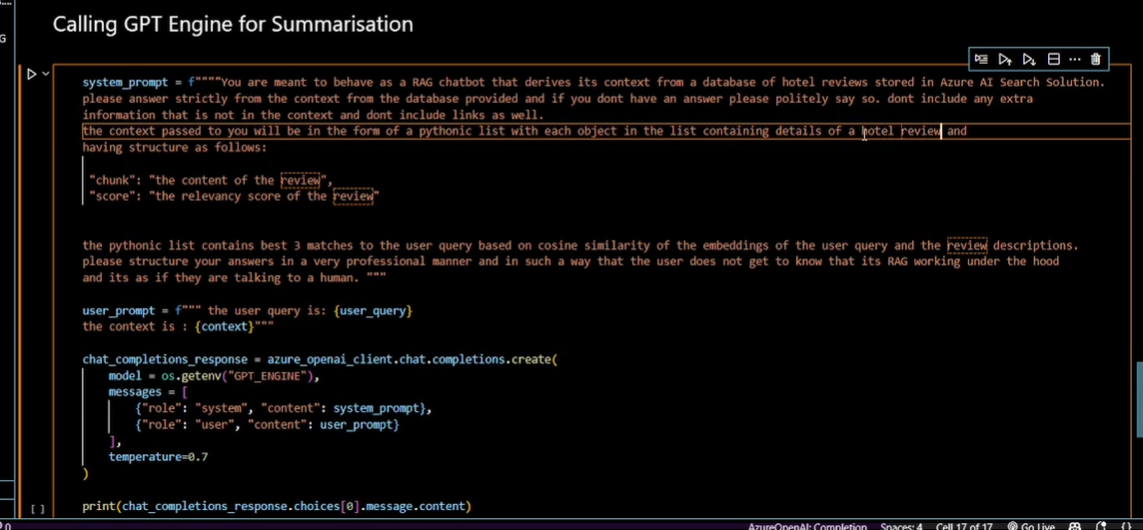 G
Calling GPT Engine for Summarisation
system_prompt = f""""You are meant to behave as a RAG chatbot that derives its context from a database of hotel reviews stored in Azure AI Search Solution.
please answer strictly from the context from the database provided and if you dont have an answer please politely say so. dont include any extra
information that is not in the context and dont include links as well.
the context passed to you will be in the form of a pythonic list with each object in the list containing details of a hotel review and
having structure as follows:
"chunk": "the content of the review",
"score": "the relevancy score of the review"
the pythonic list contains best 3 matches to the user query based on cosine similarity of the embeddings of the user query and the review descriptions.
please structure your answers in a very professional manner and in such a way that the user does not get to know that its RAG working under the hood
and its as if they are talking to a human. """
user_prompt = f""" the user query is: {user_query}
the context is : {context}"""
chat_completions_response = azure_openai_client.chat.completions.create(
model = os.getenv("GPT_ENGINE"),
messages = [
{"role": "system", "content": system_prompt},
{"role": "user", "content": user_prompt}
],
temperature=0.7
)
[ ] print(chat_completions_response.choices[0].message.content)
0 AzureOpenAI: Completion Spaces: 4 Cell 17 of 17 Go Live